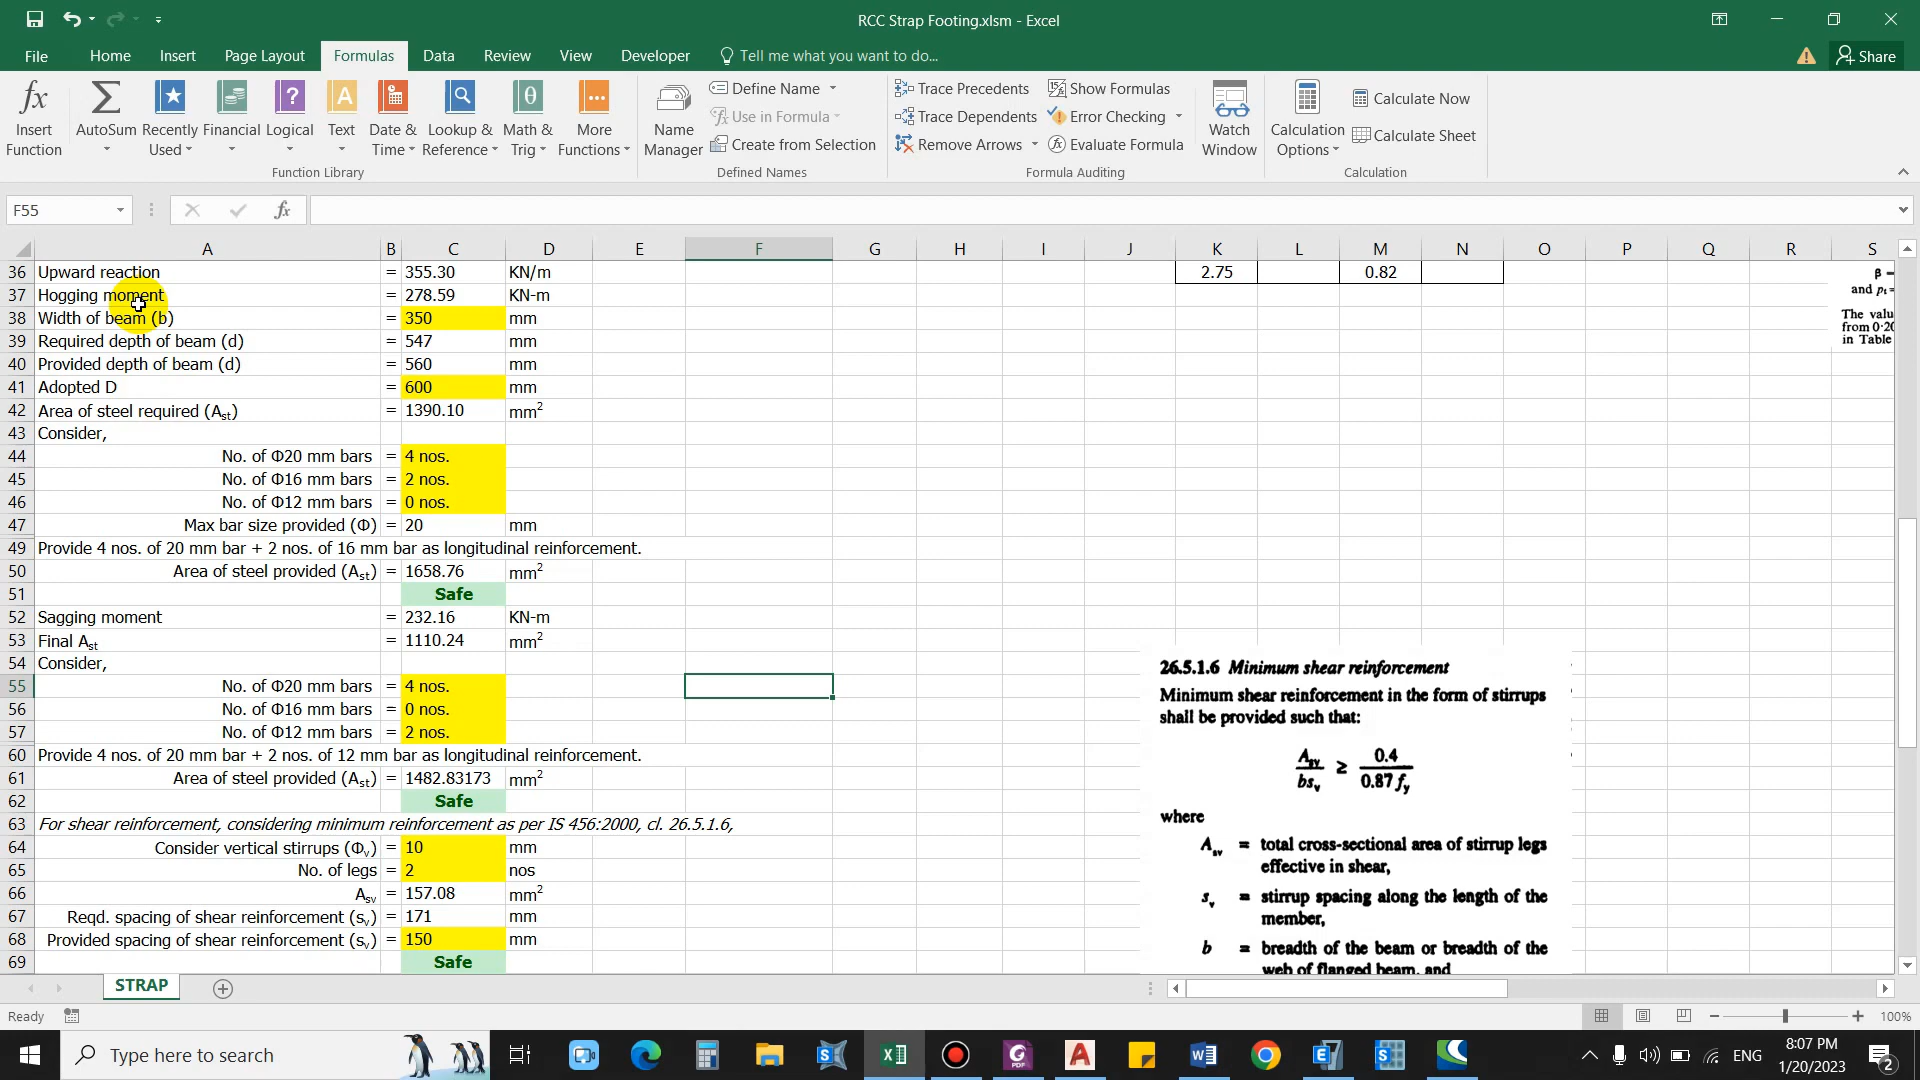 RCC Strap Footing.xlsm - Excel
File Home Insert Page Layout Formulas Data Review View Developer Tell me what you want to do... Share
fx Insert Function
AutoSum
Recently Used
Financial
Logical
Text
Date & Time
Lookup & Reference
Math & Trig
More Functions
Function Library
Name Manager
Define Name
Use in Formula
Create from Selection
Defined Names
Trace Precedents
Trace Dependents
Remove Arrows
Show Formulas
Error Checking
Evaluate Formula
Formula Auditing
Watch Window
Calculation Options
Calculate Now
Calculate Sheet
Calculation
F55 fx
A B C D E F G H I J K L M N O P Q R S
36 Upward reaction = 355.30 KN/m 2.75 0.82
37 Hogging moment = 278.59 KN-m
38 Width of beam (b) = 350 mm
39 Required depth of beam (d) = 547 mm
40 Provided depth of beam (d) = 560 mm
41 Adopted D = 600 mm
42 Area of steel required (Ast) = 1390.10 mm2
43 Consider,
44 No. of Φ20 mm bars = 4 nos.
45 No. of Φ16 mm bars = 2 nos.
46 No. of Φ12 mm bars = 0 nos.
47 Max bar size provided (Φ) = 20 mm
49 Provide 4 nos. of 20 mm bar + 2 nos. of 16 mm bar as longitudinal reinforcement.
50 Area of steel provided (Ast) = 1658.76 mm2
51 Safe
52 Sagging moment = 232.16 KN-m
53 Final Ast = 1110.24 mm2
54 Consider,
55 No. of Φ20 mm bars = 4 nos.
56 No. of Φ16 mm bars = 0 nos.
57 No. of Φ12 mm bars = 2 nos.
60 Provide 4 nos. of 20 mm bar + 2 nos. of 12 mm bar as longitudinal reinforcement.
61 Area of steel provided (Ast) = 1482.83173 mm2
62 Safe
63 For shear reinforcement, considering minimum reinforcement as per IS 456:2000, cl. 26.5.1.6,
64 Consider vertical stirrups (Φv) = 10 mm
65 No. of legs = 2 nos
66 Asv = 157.08 mm2
67 Reqd. spacing of shear reinforcement (sv) = 171 mm
68 Provided spacing of shear reinforcement (sv) = 150 mm
69 Safe
β =
and pt =
The valu
from 0·20
in Table
26.5.1.6 Minimum shear reinforcement
Minimum shear reinforcement in the form of stirrups
shall be provided such that:
Asv / bsv ≥ 0.4 / 0.87 fy
where
Asv = total cross-sectional area of stirrup legs
effective in shear,
sv = stirrup spacing along the length of the
member,
b = breadth of the beam or breadth of the
web of flanged beam, and
STRAP
Ready 100%
Type here to search
ENG
8:07 PM
1/20/2023
2